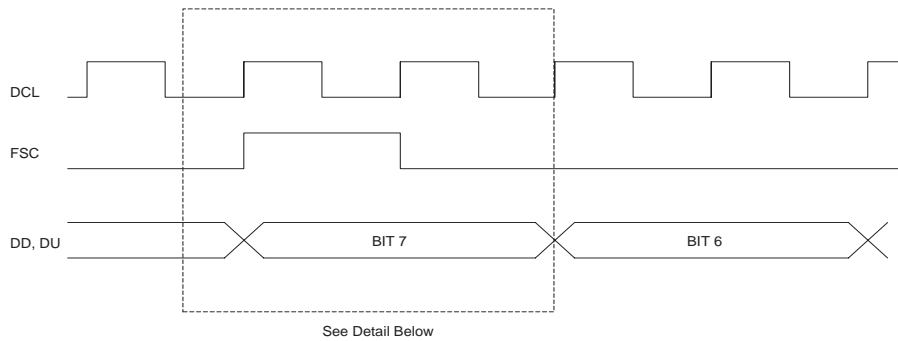 DCL
FSC
DD, DU
BIT 7
BIT 6
See Detail Below